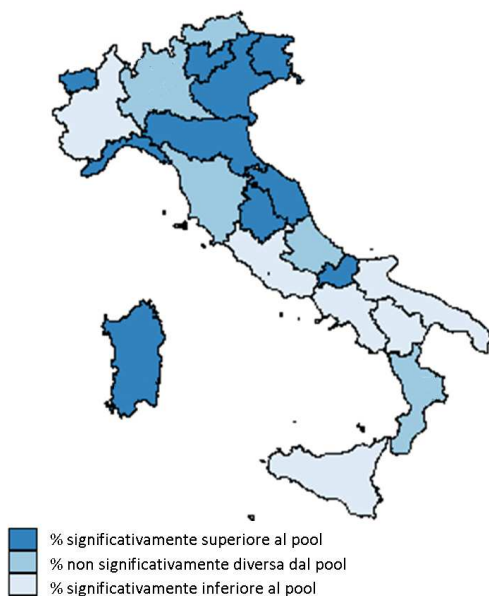 % significativamente superiore al pool
% non significativamente diversa dal pool
% significativamente inferiore al pool